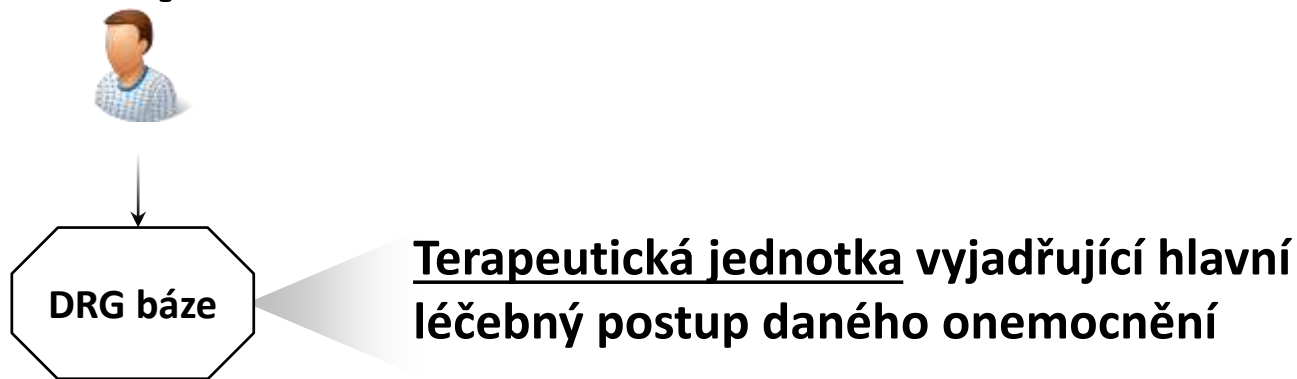 DRG báze
Terapeutická jednotka vyjadřující hlavní
léčebný postup daného onemocnění